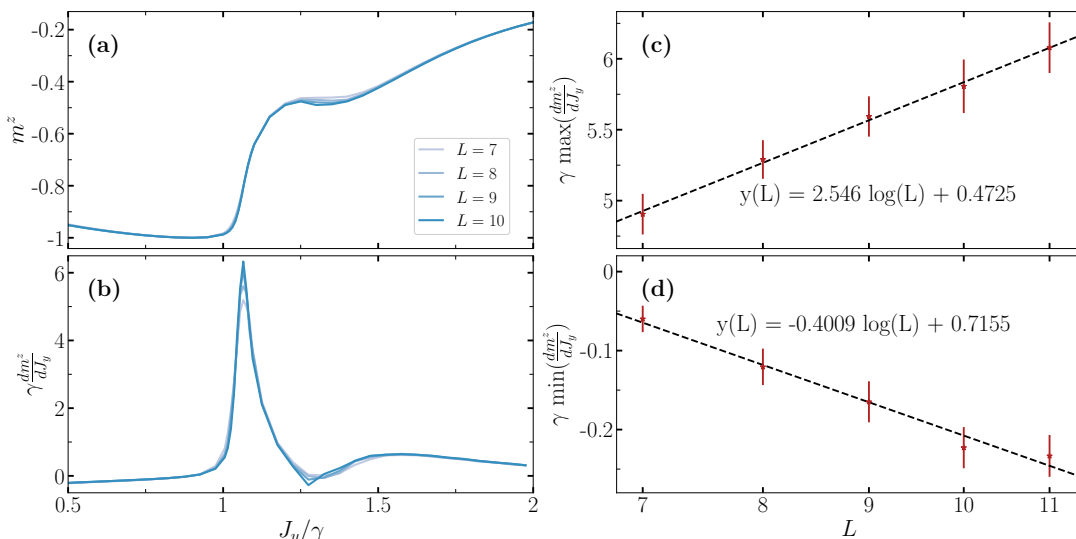 (a)
m^z
-0.2
-0.4
-0.6
-0.8
-1
L = 7
L = 8
L = 9
L = 10
(b)
γ dm^z/dJ_y
6
4
2
0
0.5
1
1.5
2
J_y/γ
(c)
γ max(dm^z/dJ_y)
6
5.5
5
y(L) = 2.546 log(L) + 0.4725
(d)
γ min(dm^z/dJ_y)
0
-0.1
-0.2
y(L) = -0.4009 log(L) + 0.7155
7
8
9
10
11
L